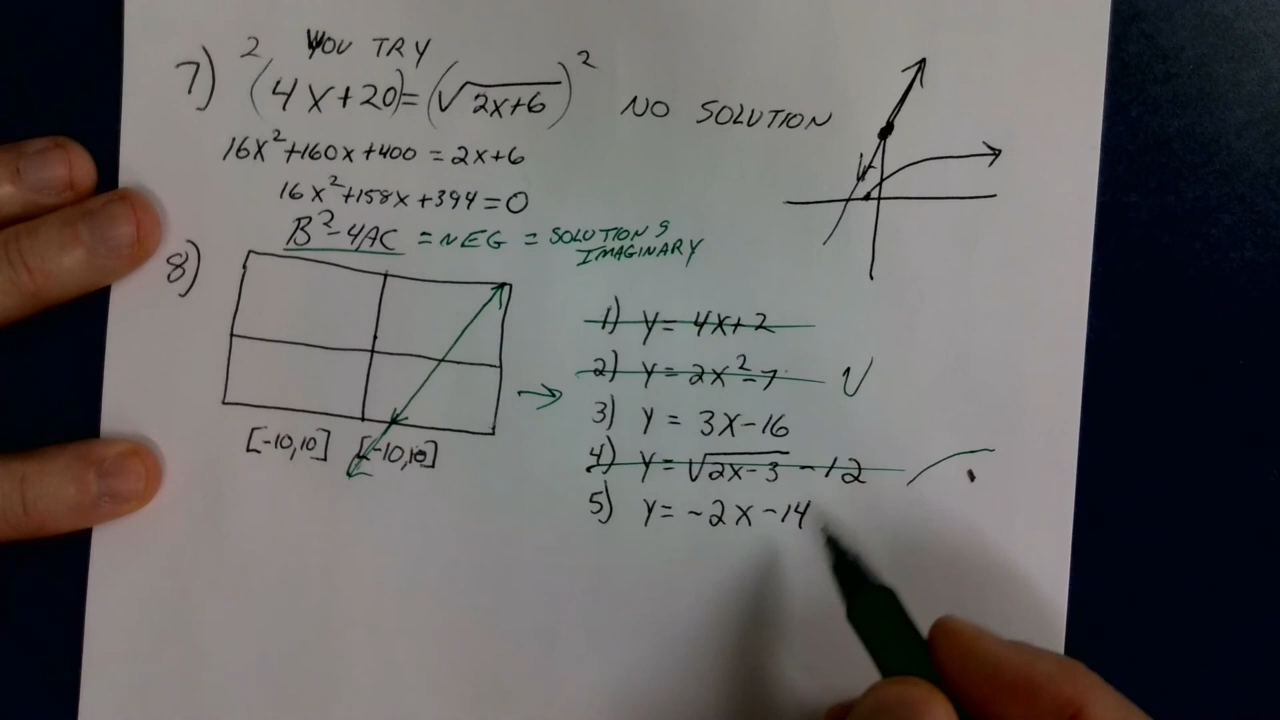 YOU TRY
7) ²(4x+20)=(√2x+6)² NO SOLUTION
16x²+160x+400 = 2x+6
16x²+158x+394=0
B²-4AC = NEG = SOLUTIONS IMAGINARY
8)
[-10,10] [-10,10]
1) y = 4x+2
2) y = 2x²-7
3) y = 3x-16
4) y = √2x-3 -12
5) y = -2x-14